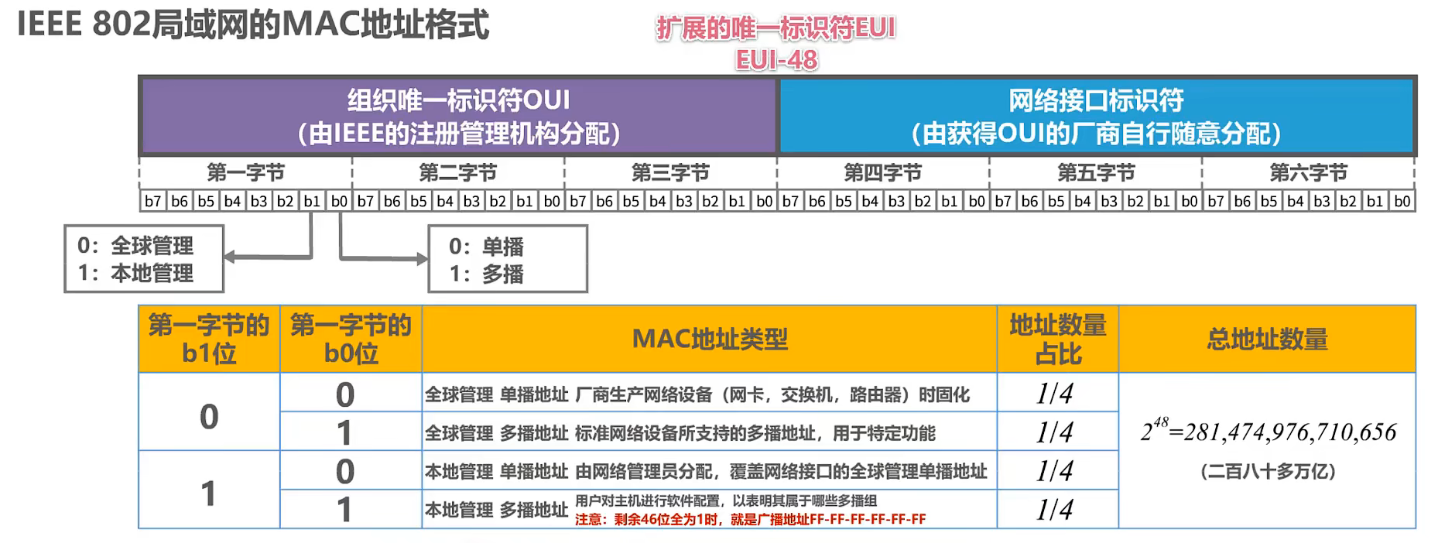 IEEE 802局域网的MAC地址格式
扩展的唯一标识符EUI
EUI-48
组织唯一标识符OUI
（由IEEE的注册管理机构分配）
网络接口标识符
（由获得OUI的厂商自行随意分配）
第一字节 第二字节 第三字节 第四字节 第五字节 第六字节
b7 b6 b5 b4 b3 b2 b1 b0 b7 b6 b5 b4 b3 b2 b1 b0 b7 b6 b5 b4 b3 b2 b1 b0 b7 b6 b5 b4 b3 b2 b1 b0 b7 b6 b5 b4 b3 b2 b1 b0 b7 b6 b5 b4 b3 b2 b1 b0
0：全球管理
1：本地管理
0：单播
1：多播
第一字节的
b1位
第一字节的
b0位
MAC地址类型
地址数量
占比
总地址数量
0
0
全球管理 单播地址 厂商生产网络设备（网卡，交换机，路由器）时固化
1/4
1
全球管理 多播地址 标准网络设备所支持的多播地址，用于特定功能
1/4
1
0
本地管理 单播地址 由网络管理员分配，覆盖网络接口的全球管理单播地址
1/4
1
本地管理 多播地址 用户对主机进行软件配置，以表明其属于哪些多播组
注意：剩余46位全为1时，就是广播地址FF-FF-FF-FF-FF-FF
1/4
2^48=281,474,976,710,656
（二百八十多万亿）